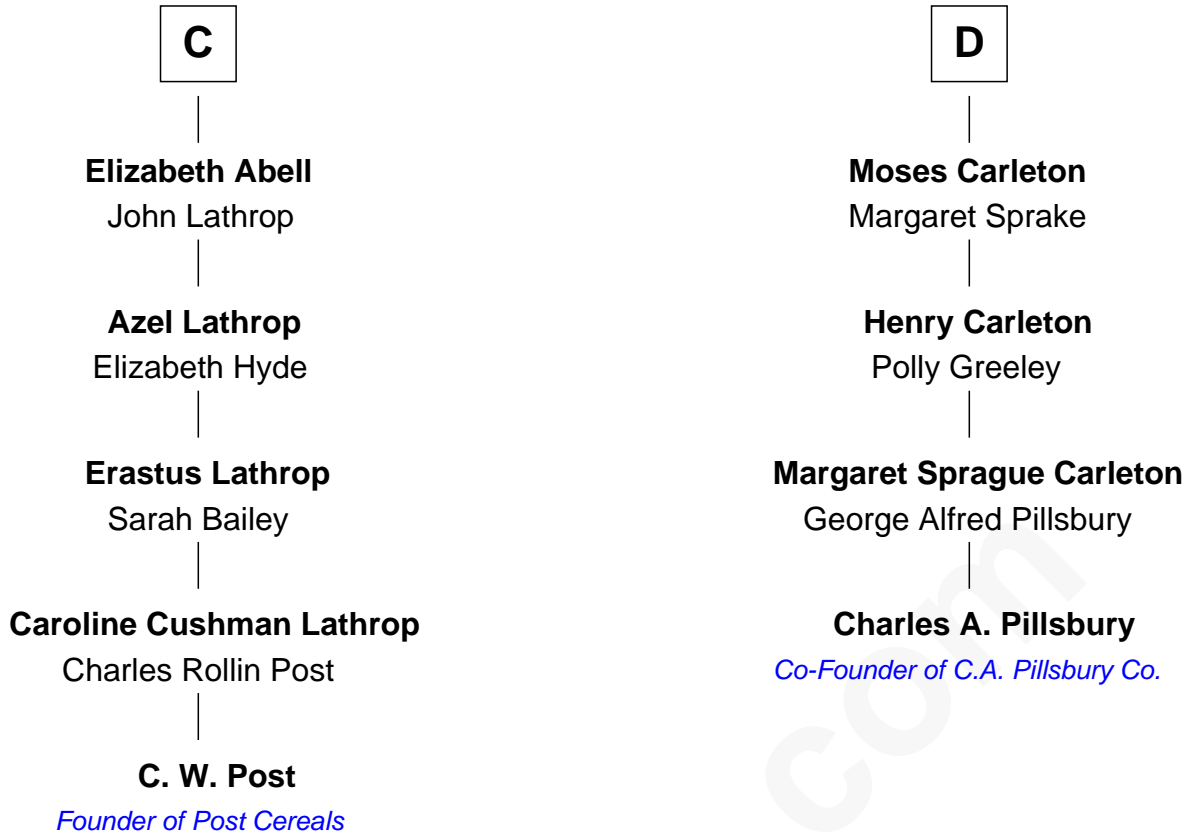 C
Elizabeth Abell
John Lathrop
Azel Lathrop
Elizabeth Hyde
Erastus Lathrop
Sarah Bailey
Caroline Cushman Lathrop
Charles Rollin Post
C. W. Post
Founder of Post Cereals
D
Moses Carleton
Margaret Sprake
Henry Carleton
Polly Greeley
Margaret Sprague Carleton
George Alfred Pillsbury
Charles A. Pillsbury
Co-Founder of C.A. Pillsbury Co.
com